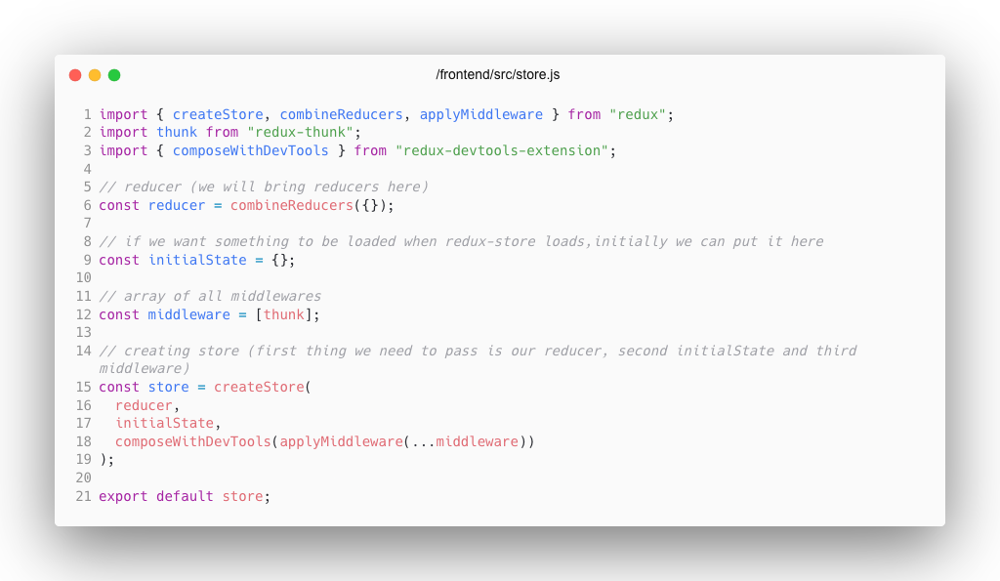 /frontend/src/store.js
1 import { createStore, combineReducers, applyMiddleware } from "redux";
2 import thunk from "redux-thunk";
3 import { composeWithDevTools } from "redux-devtools-extension";
4
5 // reducer (we will bring reducers here)
6 const reducer = combineReducers({});
7
8 // if we want something to be loaded when redux-store loads,initially we can put it here
9 const initialState = {};
10
11 // array of all middlewares
12 const middleware = [thunk];
13
14 // creating store (first thing we need to pass is our reducer, second initialState and third
middleware)
15 const store = createStore(
16   reducer,
17   initialState,
18   composeWithDevTools(applyMiddleware(...middleware))
19 );
20
21 export default store;